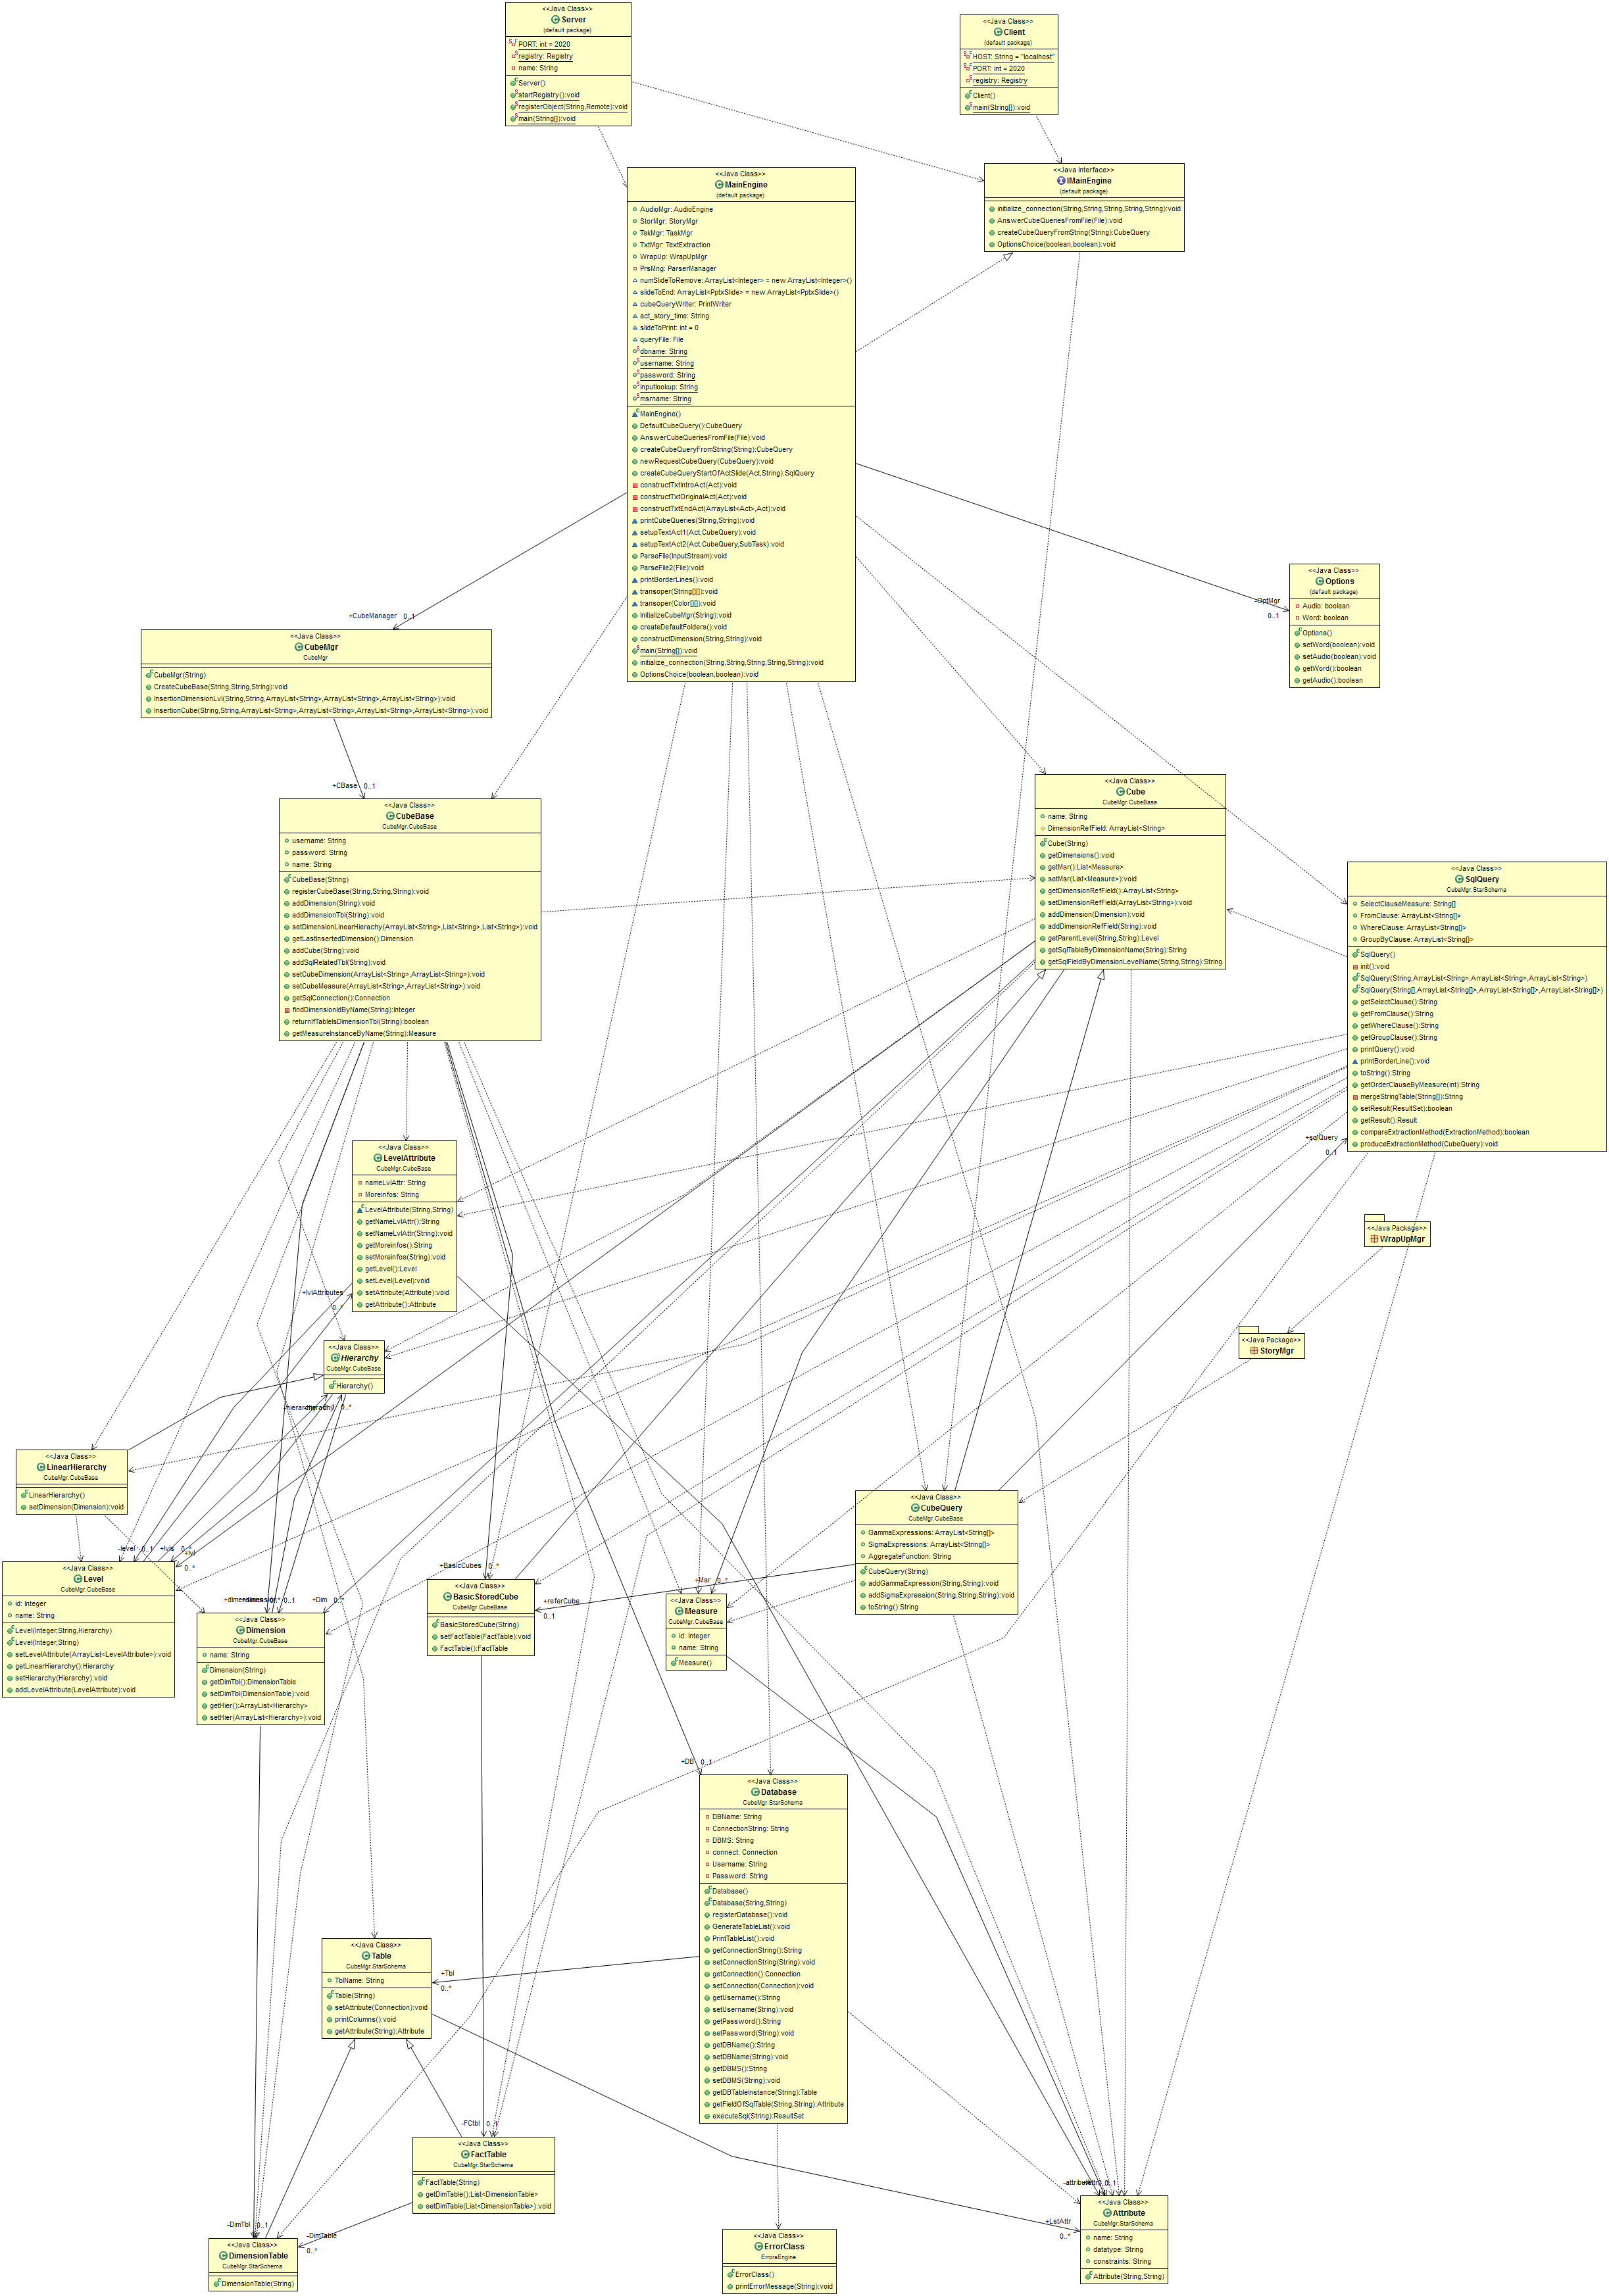 <<Java Class>>
Server
(default package)
PORT: int = 2020
registry: Registry
name: String
Server()
startRegistry():void
registerObject(String,Remote):void
main(String[]):void
<<Java Class>>
Client
(default package)
HOST: String = "localhost"
PORT: int = 2020
registry: Registry
Client()
main(String[]):void
<<Java Class>>
MainEngine
(default package)
AudioMgr: AudioEngine
StorMgr: StoryMgr
TskMgr: TaskMgr
TxtMgr: TextExtraction
WrapUp: WrapUpMgr
PrsMng: ParserManager
numSlideToRemove: ArrayList<Integer> = new ArrayList<Integer>()
slideToEnd: ArrayList<PptxSlide> = new ArrayList<PptxSlide>()
cubeQueryWriter: PrintWriter
act_story_time: String
slideToPrint: int = 0
queryFile: File
dbname: String
username: String
password: String
inputlookup: String
msrname: String
MainEngine()
DefaultCubeQuery():CubeQuery
AnswerCubeQueriesFromFile(File):void
createCubeQueryFromString(String):CubeQuery
newRequestCubeQuery(CubeQuery):void
createCubeQueryStartOfActSlide(Act,String):SqlQuery
constructTxtIntroAct(Act):void
constructTxtOriginalAct(Act):void
constructTxtEndAct(ArrayList<Act>,Act):void
printCubeQueries(String,String):void
setupTextAct1(Act,CubeQuery):void
setupTextAct2(Act,CubeQuery,SubTask):void
ParseFile(InputStream):void
ParseFile2(File):void
printBorderLines():void
transoper(String[][]):void
transoper(Color[][]):void
InitializeCubeMgr(String):void
createDefaultFolders():void
constructDimension(String,String):void
main(String[]):void
initialize_connection(String,String,String,String,String):void
OptionsChoice(boolean,boolean):void
<<Java Interface>>
IMainEngine
(default package)
initialize_connection(String,String,String,String,String):void
AnswerCubeQueriesFromFile(File):void
createCubeQueryFromString(String):CubeQuery
OptionsChoice(boolean,boolean):void
-OptMgr
0..1
<<Java Class>>
Options
(default package)
Audio: boolean
Word: boolean
Options()
setWord(boolean):void
setAudio(boolean):void
getWord():boolean
getAudio():boolean
+CubeManager 0..1
<<Java Class>>
CubeMgr
CubeMgr
CubeMgr(String)
CreateCubeBase(String,String,String):void
InsertionDimensionLvl(String,String,ArrayList<String>,ArrayList<String>,ArrayList<String>):void
InsertionCube(String,String,ArrayList<String>,ArrayList<String>,ArrayList<String>,ArrayList<String>):void
+CBase 0..1
<<Java Class>>
CubeBase
CubeMgr.CubeBase
username: String
password: String
name: String
CubeBase(String)
registerCubeBase(String,String,String):void
addDimension(String):void
addDimensionTbl(String):void
setDimensionLinearHierachy(ArrayList<String>,List<String>,List<String>):void
getLastInsertedDimension():Dimension
addCube(String):void
addSqlRelatedTbl(String):void
setCubeDimension(ArrayList<String>,ArrayList<String>):void
setCubeMeasure(ArrayList<String>,ArrayList<String>):void
getSqlConnection():Connection
findDimensionIdByName(String):Integer
returnIfTableIsDimensionTbl(String):boolean
getMeasureInstanceByName(String):Measure
<<Java Class>>
Cube
CubeMgr.CubeBase
name: String
DimensionRefField: ArrayList<String>
Cube(String)
getDimensions():void
getMsr():List<Measure>
setMsr(List<Measure>):void
getDimensionRefField():ArrayList<String>
setDimensionRefField(ArrayList<String>):void
addDimension(Dimension):void
addDimensionRefField(String):void
getParentLevel(String,String):Level
getSqlTableByDimensionName(String):String
getSqlFieldByDimensionLevelName(String,String):String
<<Java Class>>
SqlQuery
CubeMgr.StarSchema
SelectClauseMeasure: String[]
FromClause: ArrayList<String[]>
WhereClause: ArrayList<String[]>
GroupByClause: ArrayList<String[]>
SqlQuery()
init():void
SqlQuery(String,ArrayList<String>,ArrayList<String>,ArrayList<String>)
SqlQuery(String[],ArrayList<String[]>,ArrayList<String[]>,ArrayList<String[]>)
getSelectClause():String
getFromClause():String
getWhereClause():String
getGroupClause():String
printQuery():void
printBorderLine():void
toString():String
getOrderClauseByMeasure(int):String
mergeStringTable(String[]):String
setResult(ResultSet):boolean
getResult():Result
compareExtractionMethod(ExtractionMethod):boolean
produceExtractionMethod(CubeQuery):void
+sqlQuery
0..1
<<Java Class>>
LevelAttribute
CubeMgr.CubeBase
nameLvlAttr: String
Moreinfos: String
LevelAttribute(String,String)
getNameLvlAttr():String
setNameLvlAttr(String):void
getMoreinfos():String
setMoreinfos(String):void
getLevel():Level
setLevel(Level):void
setAttribute(Attribute):void
getAttribute():Attribute
+lvlAttributes
0..*
<<Java Package>>
WrapUpMgr
<<Java Package>>
StoryMgr
<<Java Class>>
Hierarchy
CubeMgr.CubeBase
Hierarchy()
0..*
<<Java Class>>
LinearHierarchy
CubeMgr.CubeBase
LinearHierarchy()
setDimension(Dimension):void
-level 0..1 +lvls 0..*
+lvl
0..*
<<Java Class>>
Level
CubeMgr.CubeBase
id: Integer
name: String
Level(Integer,String,Hierarchy)
Level(Integer,String)
setLevelAttribute(ArrayList<LevelAttribute>):void
getLinearHierarchy():Hierarchy
setHierarchy(Hierarchy):void
addLevelAttribute(LevelAttribute):void
0..1 +Dim 0..*
<<Java Class>>
Dimension
CubeMgr.CubeBase
name: String
Dimension(String)
getDimTbl():DimensionTable
setDimTbl(DimensionTable):void
getHier():ArrayList<Hierarchy>
setHier(ArrayList<Hierarchy>):void
+BasicCubes 0..*
<<Java Class>>
BasicStoredCube
CubeMgr.CubeBase
BasicStoredCube(String)
setFactTable(FactTable):void
FactTable():FactTable
+referCube
0..1
+Msr 0..*
<<Java Class>>
Measure
CubeMgr.CubeBase
id: Integer
name: String
Measure()
<<Java Class>>
CubeQuery
CubeMgr.CubeBase
GammaExpressions: ArrayList<String[]>
SigmaExpressions: ArrayList<String[]>
AggregateFunction: String
CubeQuery(String)
addGammaExpression(String,String):void
addSigmaExpression(String,String,String):void
toString():String
+DB 0..1
<<Java Class>>
Database
CubeMgr.StarSchema
DBName: String
ConnectionString: String
DBMS: String
connect: Connection
Username: String
Password: String
Database()
Database(String,String)
registerDatabase():void
GenerateTableList():void
PrintTableList():void
getConnectionString():String
setConnectionString(String):void
getConnection():Connection
setConnection(Connection):void
getUsername():String
setUsername(String):void
getPassword():String
setPassword(String):void
getDBName():String
setDBName(String):void
getDBMS():String
setDBMS(String):void
getDBTableInstance(String):Table
getFieldOfSqlTable(String,String):Attribute
executeSql(String):ResultSet
<<Java Class>>
Table
CubeMgr.StarSchema
TblName: String
Table(String)
setAttribute(Connection):void
printColumns():void
getAttribute(String):Attribute
+Tbl
0..*
-FCtbl 0..1
<<Java Class>>
FactTable
CubeMgr.StarSchema
FactTable(String)
getDimTable():List<DimensionTable>
setDimTable(List<DimensionTable>):void
-DimTbl 0..1
-DimTable
0..*
<<Java Class>>
DimensionTable
CubeMgr.StarSchema
DimensionTable(String)
<<Java Class>>
ErrorClass
ErrorsEngine
ErrorClass()
printErrorMessage(String):void
+LstAttr
0..*
0..1
<<Java Class>>
Attribute
CubeMgr.StarSchema
name: String
datatype: String
constraints: String
Attribute(String,String)